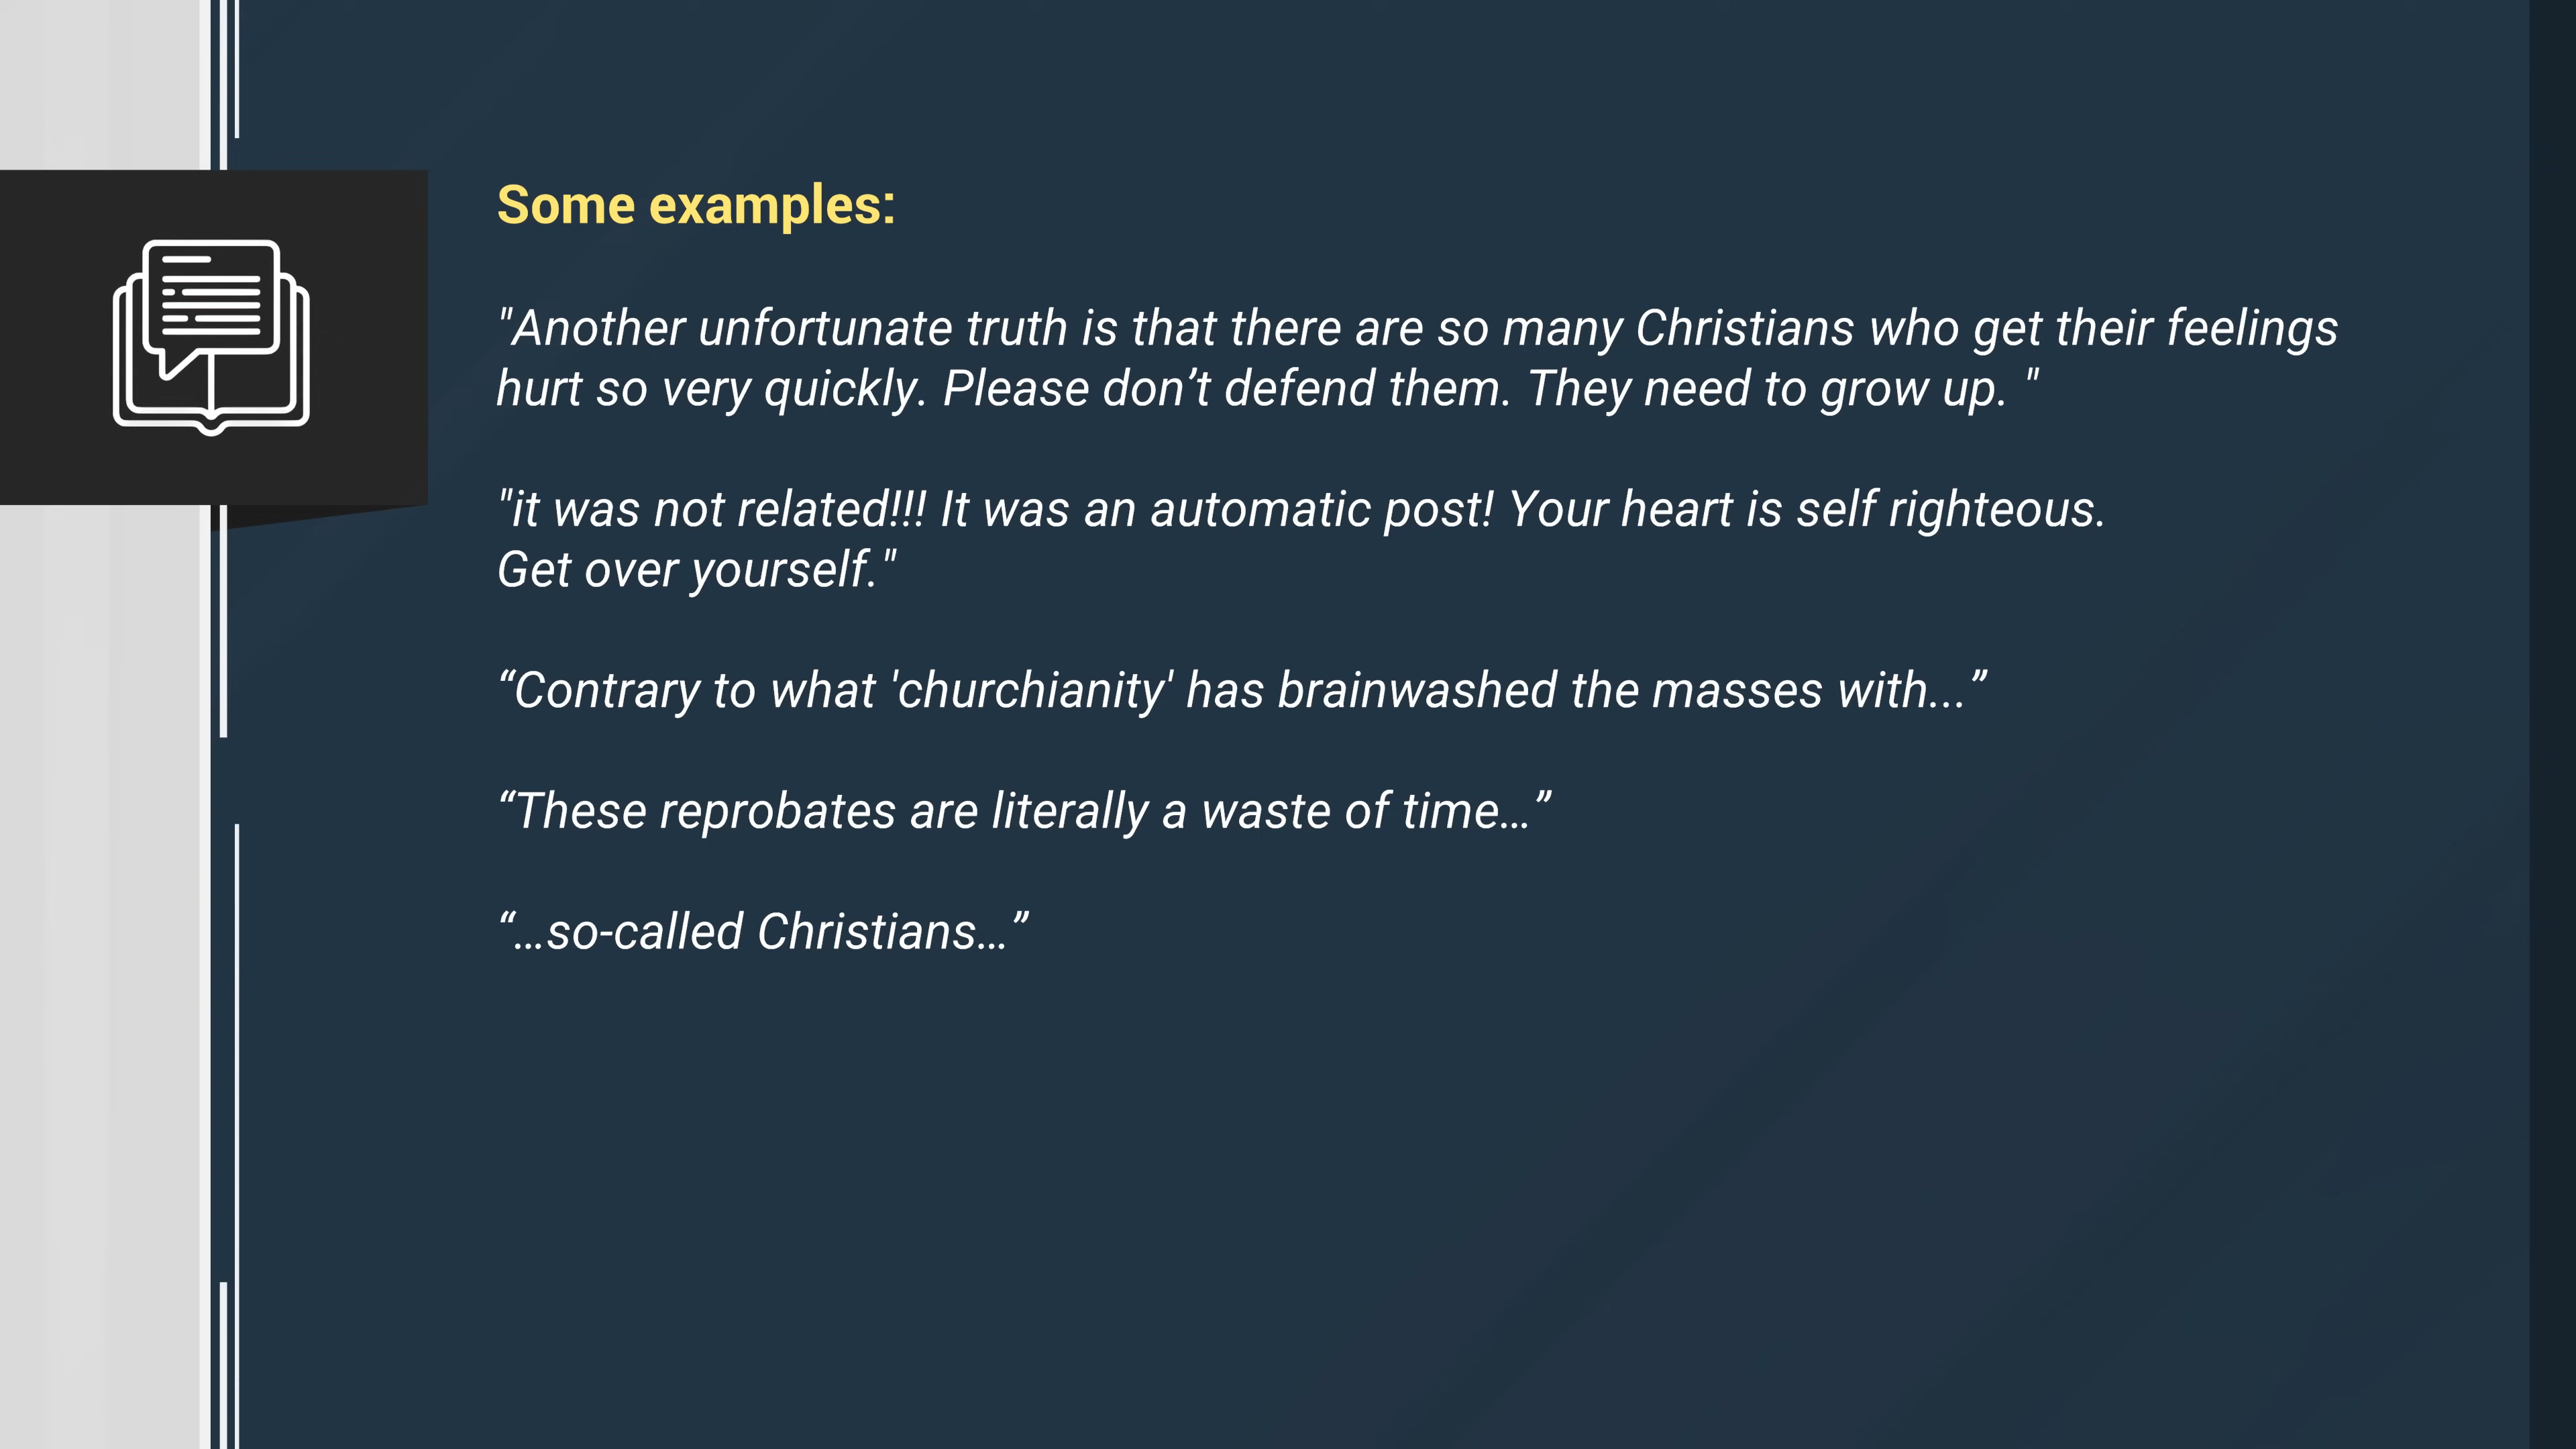 Some examples:
"Another unfortunate truth is that there are so many Christians who get their feelings
hurt so very quickly. Please don’t defend them. They need to grow up. "
"it was not related!!! It was an automatic post! Your heart is self righteous.
Get over yourself."
“Contrary to what 'churchianity' has brainwashed the masses with...”
“These reprobates are literally a waste of time…”
“…so-called Christians…”